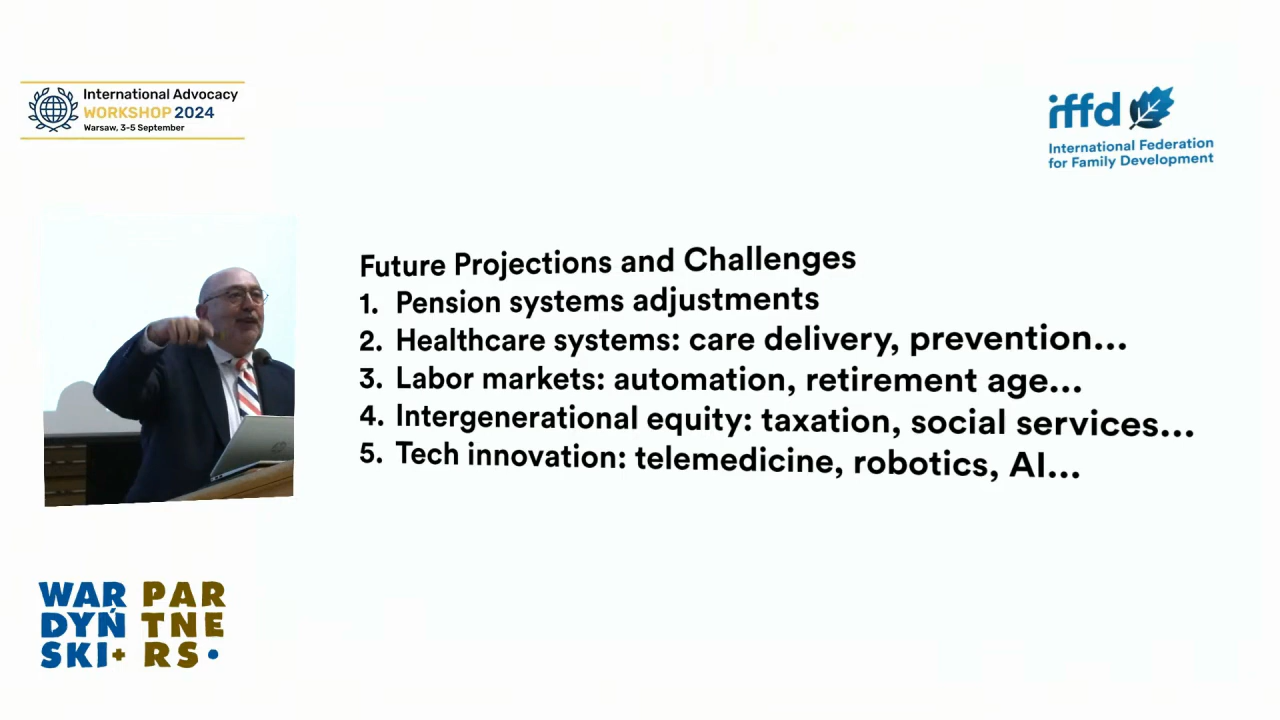 International Advocacy
WORKSHOP 2024
Warsaw, 3-5 September
iffd
International Federation
for Family Development
Future Projections and Challenges
1. Pension systems adjustments
2. Healthcare systems: care delivery, prevention...
3. Labor markets: automation, retirement age...
4. Intergenerational equity: taxation, social services...
5. Tech innovation: telemedicine, robotics, AI...
WAR PAR
DYŃ TNE
SKI+ RS•